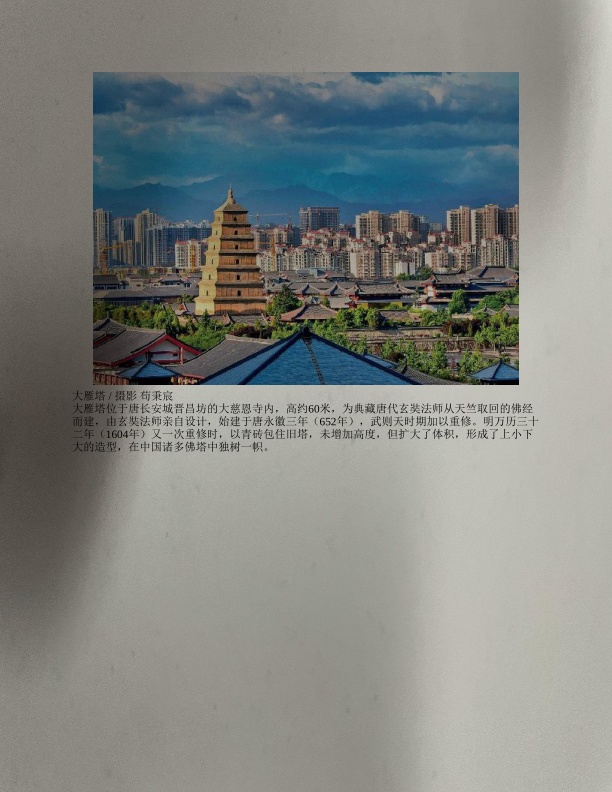 大雁塔 / 摄影 苟秉宸
大雁塔位于唐长安城晋昌坊的大慈恩寺内，高约60米，为典藏唐代玄奘法师从天竺取回的佛经
而建，由玄奘法师亲自设计，始建于唐永徽三年（652年），武则天时期加以重修。明万历三十
二年（1604年）又一次重修时，以青砖包住旧塔，未增加高度，但扩大了体积，形成了上小下
大的造型，在中国诸多佛塔中独树一帜。